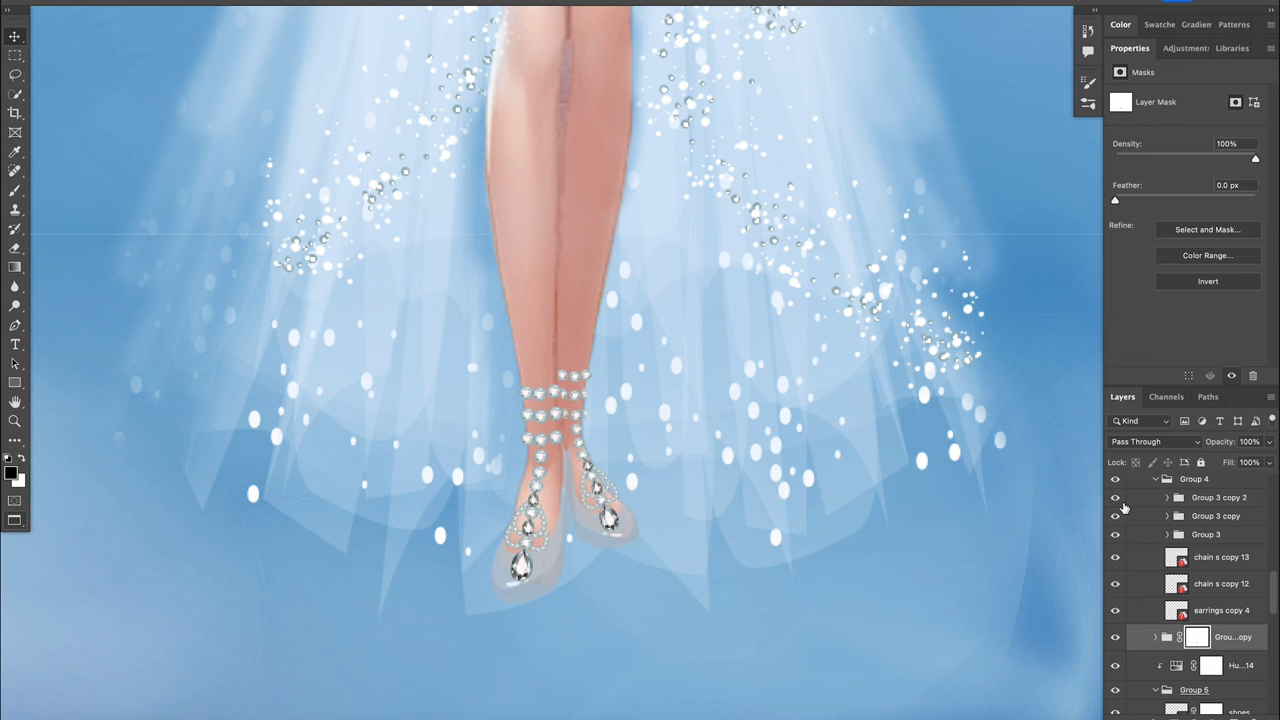 Color Swatche Gradien Patterns
Properties Adjustment: Libraries
Masks
Layer Mask
Density: 100%
Feather: 0.0 px
Refine: Select and Mask...
Color Range...
Invert
Layers Channels Paths
Kind
Pass Through Opacity: 100%
Lock: Fill: 100%
Group 4
Group 3 copy 2
Group 3 copy
Group 3
chain s copy 13
chain s copy 12
earrings copy 4
Grou...opy
Hu...14
Group 5
shoes